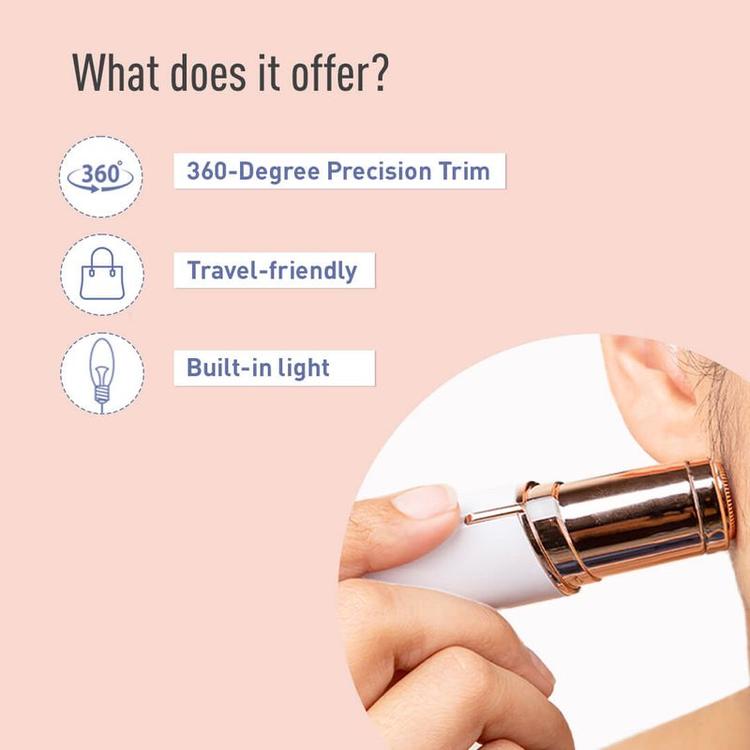 What does it offer?
360°
360-Degree Precision Trim
Travel-friendly
Built-in light